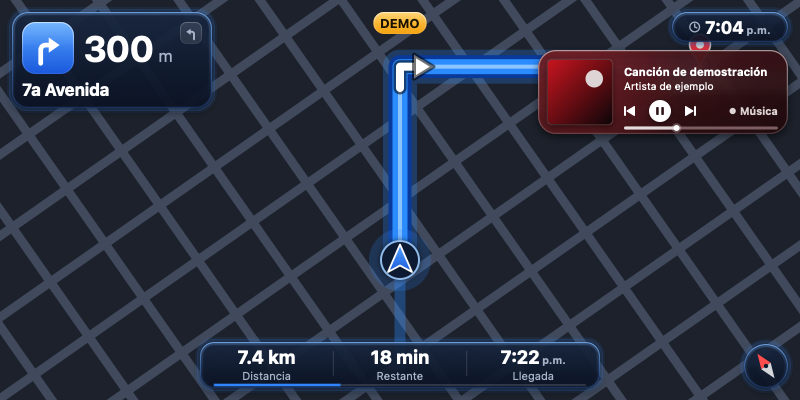 DEMO
300 m
7a Avenida
7:04 p.m.
Canción de demostración
Artista de ejemplo
Música
7.4 km
Distancia
18 min
Restante
7:22 p.m.
Llegada